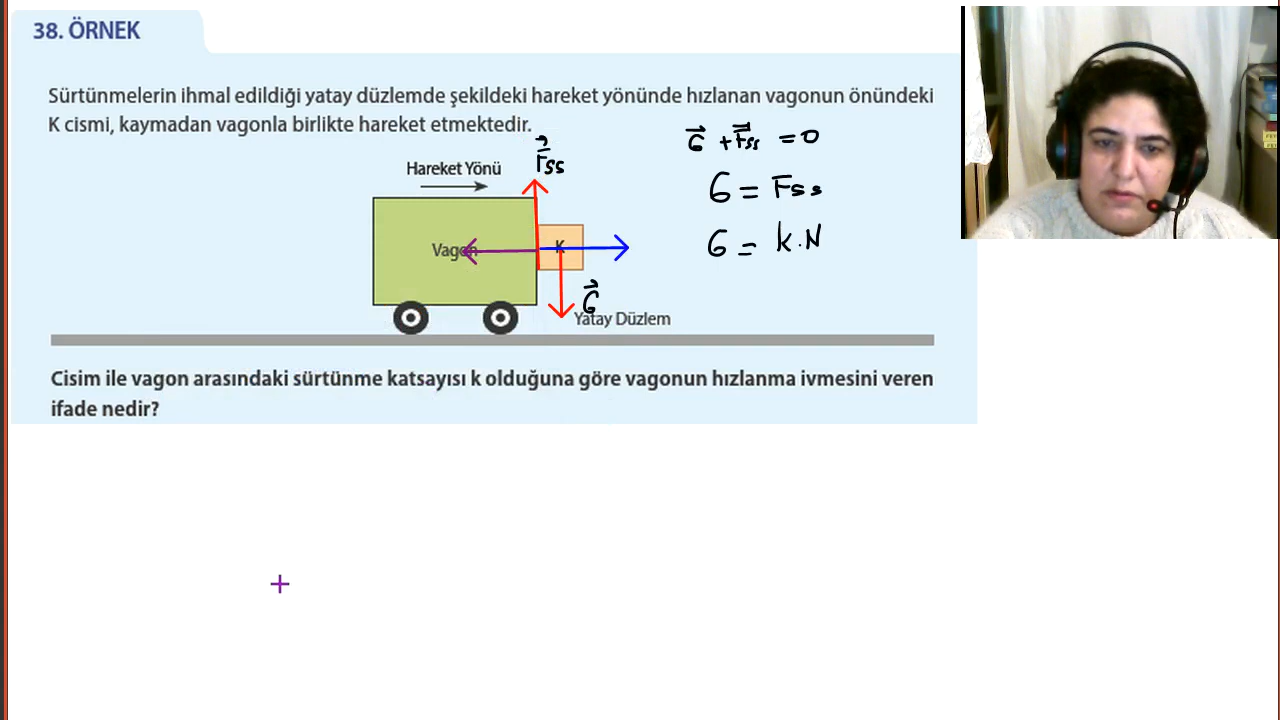 38. ÖRNEK
Sürtünmelerin ihmal edildiği yatay düzlemde şekildeki hareket yönünde hızlanan vagonun önündeki
K cismi, kaymadan vagonla birlikte hareket etmektedir.
G + Fss = 0
Fss
Hareket Yönü
G = Fss
Vagon
K
G = k.N
G
Yatay Düzlem
Cisim ile vagon arasındaki sürtünme katsayısı k olduğuna göre vagonun hızlanma ivmesini veren
ifade nedir?